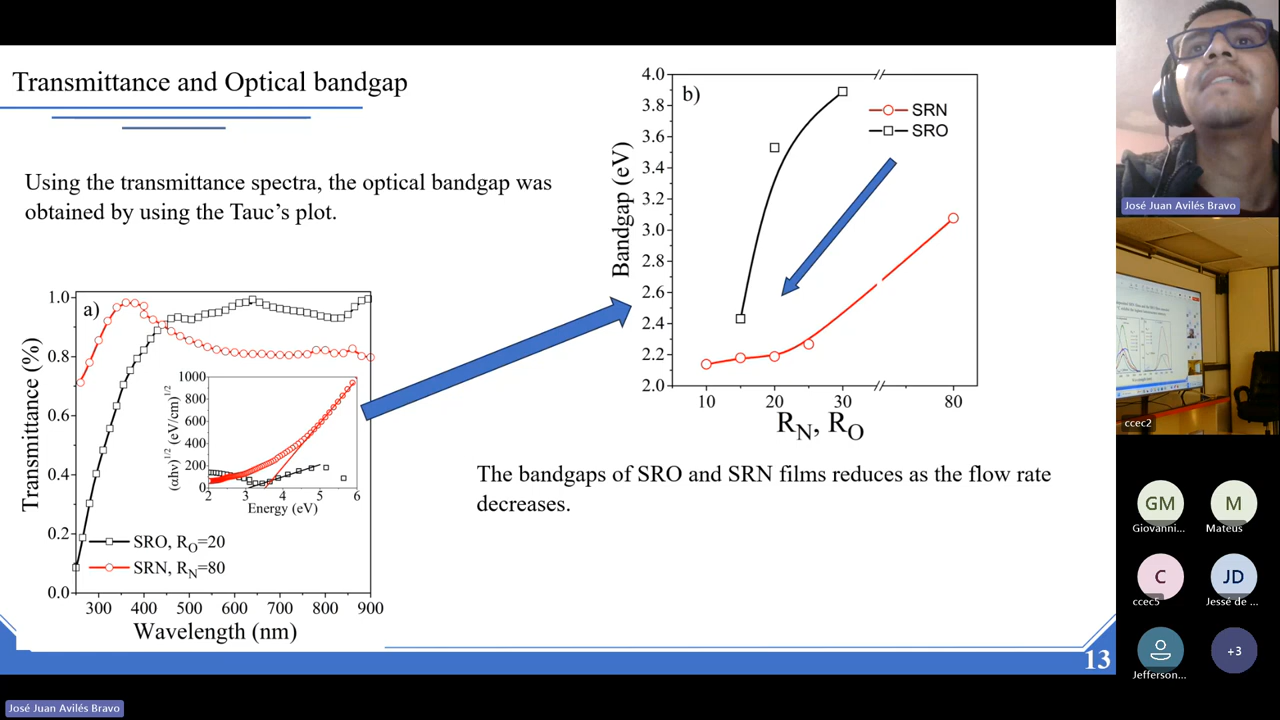 Transmittance and Optical bandgap
Using the transmittance spectra, the optical bandgap was
obtained by using the Tauc's plot.
a)
Transmittance (%)
1.0
0.8
0.6
0.4
0.2
0.0
300 400 500 600 700 800 900
Wavelength (nm)
SRO, RO=20
SRN, RN=80
(αhν)1/2 (eV/cm)1/2
1000
800
600
400
200
0
2 3 4 5 6
Energy (eV)
b)
Bandgap (eV)
4.0
3.8
3.6
3.4
3.2
3.0
2.8
2.6
2.4
2.2
2.0
10 20 30 80
RN, RO
SRN
SRO
The bandgaps of SRO and SRN films reduces as the flow rate
decreases.
13
José Juan Avilés Bravo
José Juan Avilés Bravo
ccec2
GM
Giovanni...
M
Mateus
C
ccec5
JD
Jessé de ...
Jefferson...
+3